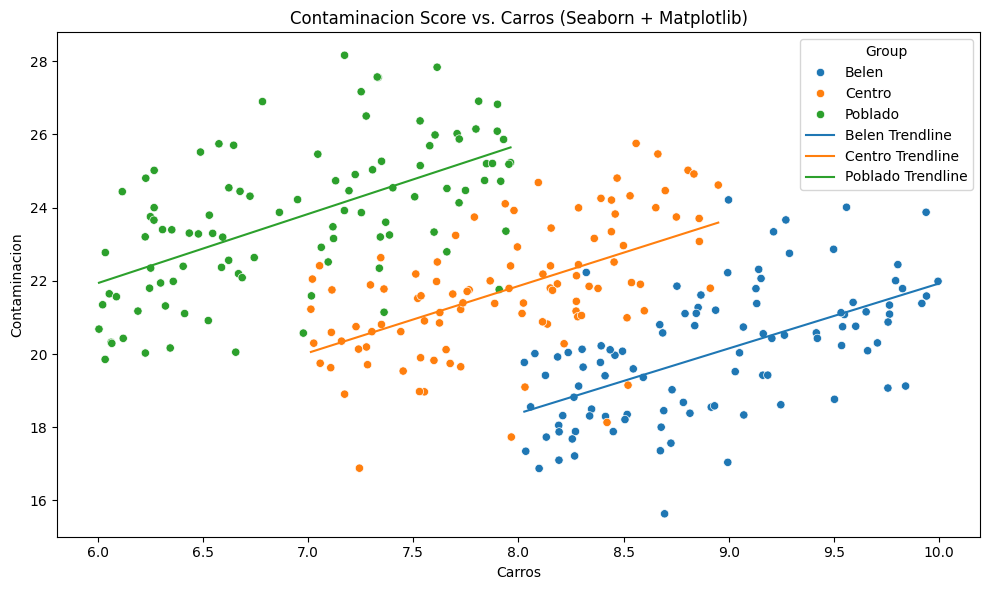 Contaminacion Score vs. Carros (Seaborn + Matplotlib)
Contaminacion
28
26
24
22
20
18
16
6.0 6.5 7.0 7.5 8.0 8.5 9.0 9.5 10.0
Carros
Group
Belen
Centro
Poblado
Belen Trendline
Centro Trendline
Poblado Trendline